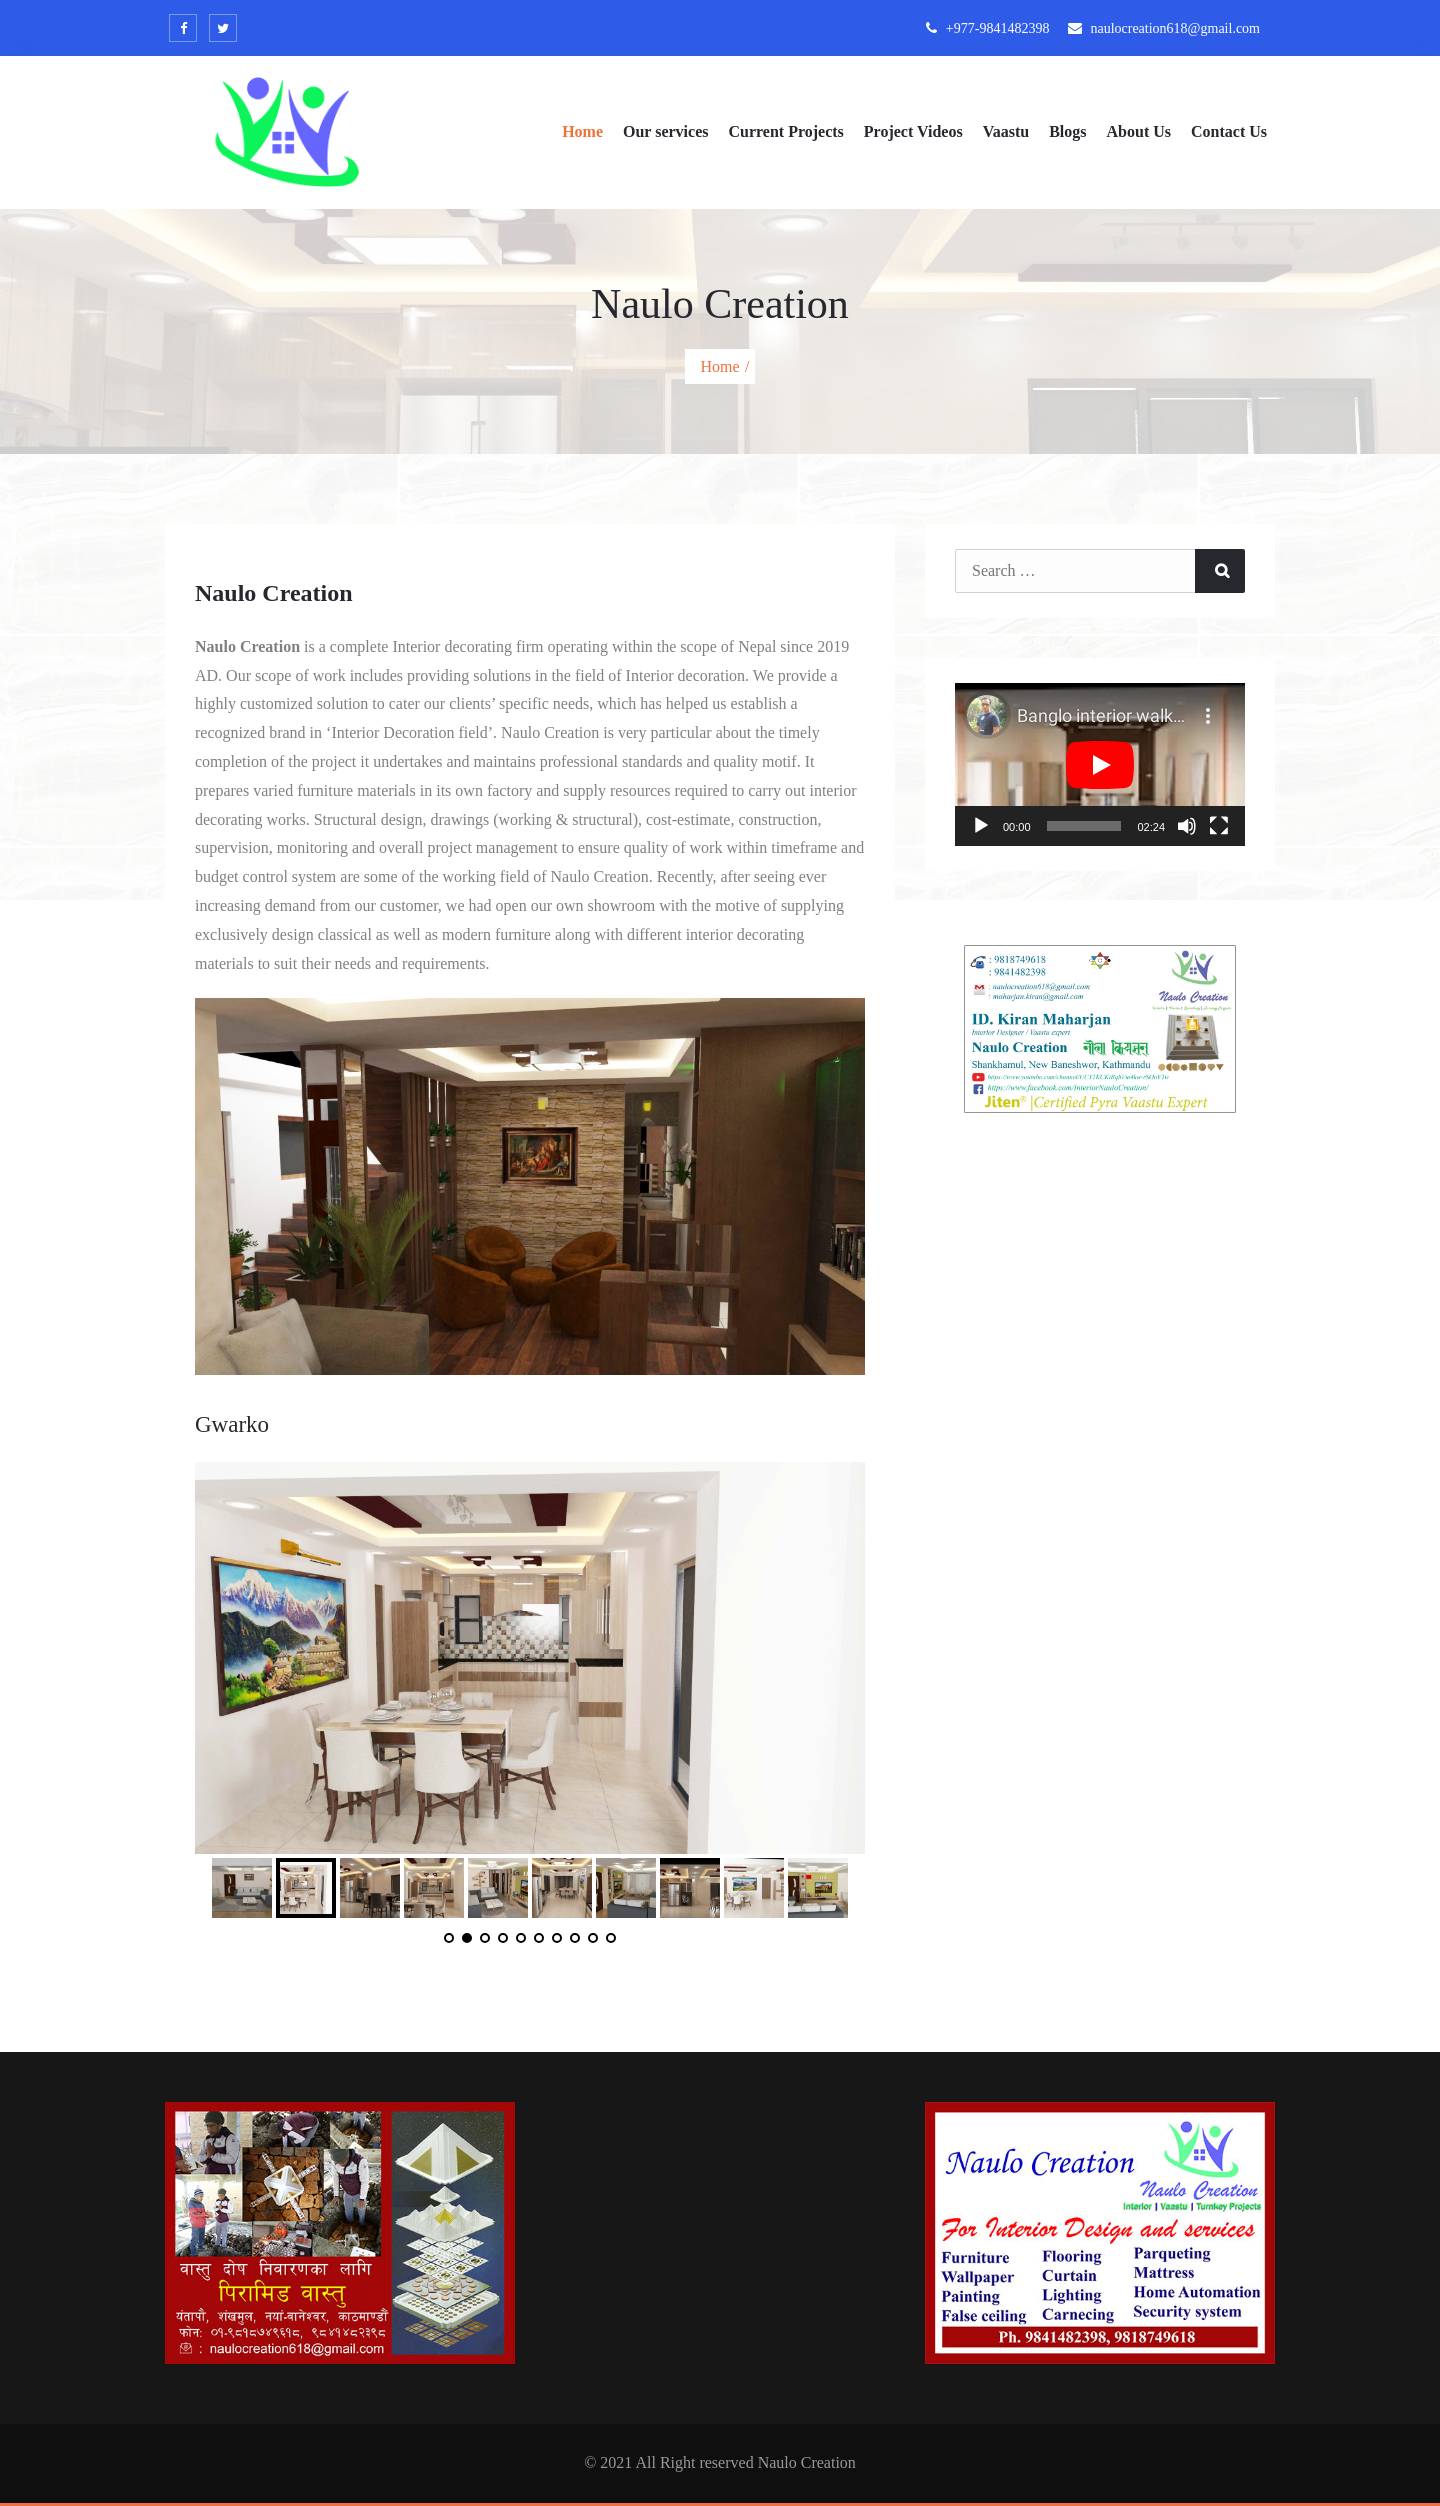 +977-9841482398 naulocreation618@gmail.com
Home Our services Current Projects Project Videos Vaastu Blogs About Us Contact Us
Naulo Creation
Home /
Naulo Creation
Naulo Creation is a complete Interior decorating firm operating within the scope of Nepal since 2019
AD. Our scope of work includes providing solutions in the field of Interior decoration. We provide a
highly customized solution to cater our clients’ specific needs, which has helped us establish a
recognized brand in ‘Interior Decoration field’. Naulo Creation is very particular about the timely
completion of the project it undertakes and maintains professional standards and quality motif. It
prepares varied furniture materials in its own factory and supply resources required to carry out interior
decorating works. Structural design, drawings (working & structural), cost-estimate, construction,
supervision, monitoring and overall project management to ensure quality of work within timeframe and
budget control system are some of the working field of Naulo Creation. Recently, after seeing ever
increasing demand from our customer, we had open our own showroom with the motive of supplying
exclusively design classical as well as modern furniture along with different interior decorating
materials to suit their needs and requirements.
Gwarko
Search …
Banglo interior walk...
00:00 02:24
: 9818749618
: 9841482398
: naulocreation618@gmail.com
: maharjan.kiran@gmail.com
Naulo Creation
ID. Kiran Maharjan
Interior Designer / Vaastu expert
Naulo Creation
Shankhamul, New Baneshwor, Kathmandu
https://www.facebook.com/InteriorNauloCreation/
Jiten® |Certified Pyra Vaastu Expert
वास्तु दोष निवारणका लागि
पिरामिड वास्तु
यंतापौ, शंखमुल, नयां-बानेश्वर, काठमाण्डौं
फोन: ०१-९८१८७४९६१८, ९८४१४८२३९८
: naulocreation618@gmail.com
Naulo Creation
Naulo Creation
Interior | Vaastu | Turnkey Projects
For Interior Design and services
Furniture Flooring Parqueting
Wallpaper Curtain Mattress
Painting Lighting Home Automation
False ceiling Carnecing Security system
Ph. 9841482398, 9818749618
© 2021 All Right reserved Naulo Creation